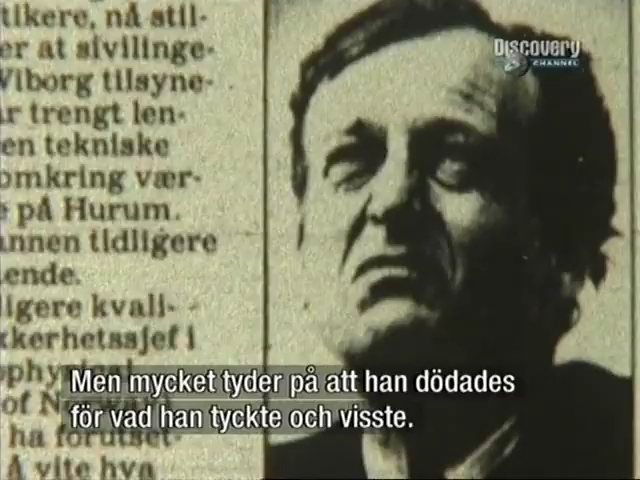 tikere, nå stil-
er at sivilinge-
Wiborg tilsyne-
ar trengt len-
en tekniske
omkring vær-
e på Hurum.
annen tidligere
ende.
ligere kvali-
kkerhetssjef i
of N
ha forutset-
å vite hva
Discovery
CHANNEL
Men mycket tyder på att han dödades
för vad han tyckte och visste.